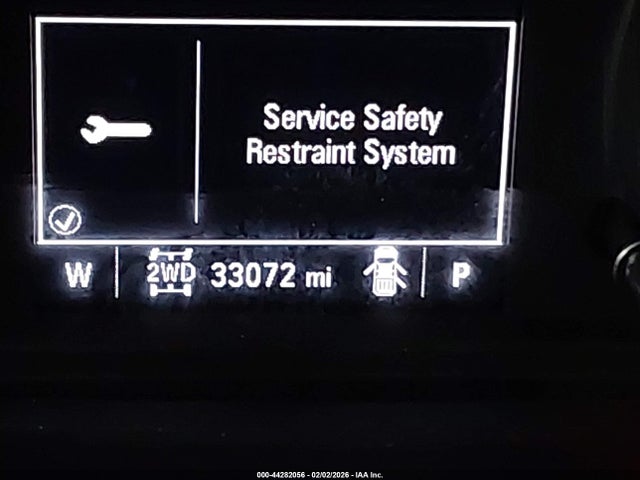 Service Safety
Restraint System
W 2WD 33072 mi P
000-44282056 - 02/02/2026 - IAA Inc.